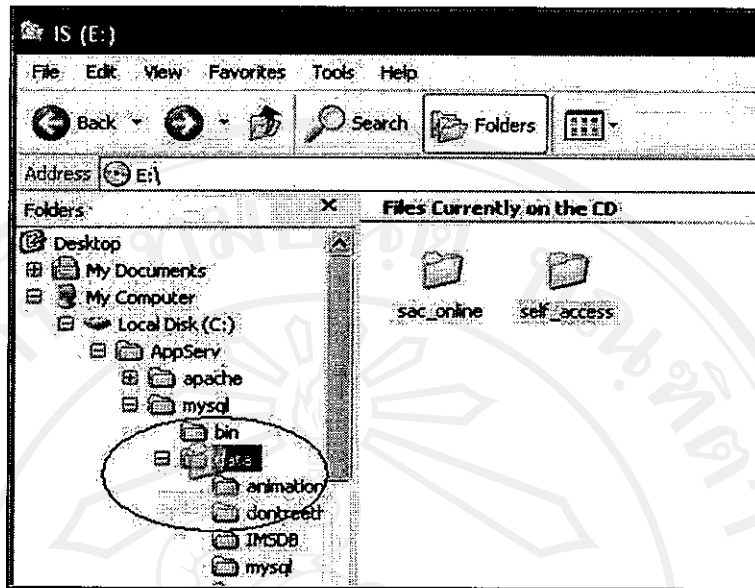 IS (E:)
File Edit View Favorites Tools Help
Back Search Folders
Address E:\
Folders × Files Currently on the CD
Desktop
My Documents
My Computer
sac_online self_access
Local Disk (C:)
AppServ
apache
mysql
bin
data
animation
IMSDB
mysql